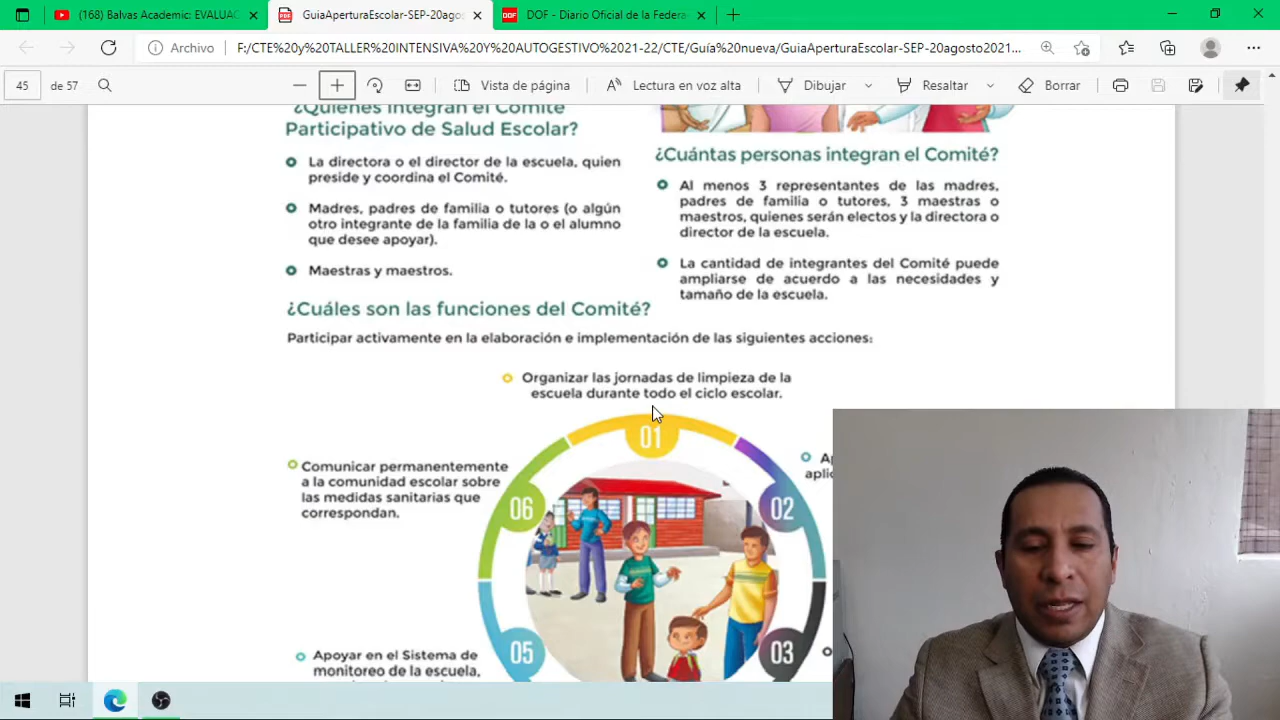 (168) Balvas Academic: EVALUAC
GuiaAperturaEscolar-SEP-20agos
DOF - Diario Oficial de la Federa
Archivo
F:/CTE%20y%20TALLER%20INTENSIVA%20Y%20AUTOGESTIVO%202021-22/CTE/Guía%20nueva/GuiaAperturaEscolar-SEP-20agosto2021...
45 de 57
Vista de página
Lectura en voz alta
Dibujar
Resaltar
Borrar
¿Quiénes integran el Comité
Participativo de Salud Escolar?
La directora o el director de la escuela, quien
preside y coordina el Comité.
Madres, padres de familia o tutores (o algún
otro integrante de la familia de la o el alumno
que desee apoyar).
Maestras y maestros.
¿Cuántas personas integran el Comité?
Al menos 3 representantes de las madres,
padres de familia o tutores, 3 maestras o
maestros, quienes serán electos y la directora o
director de la escuela.
La cantidad de integrantes del Comité puede
ampliarse de acuerdo a las necesidades y
tamaño de la escuela.
¿Cuáles son las funciones del Comité?
Participar activamente en la elaboración e implementación de las siguientes acciones:
Organizar las jornadas de limpieza de la
escuela durante todo el ciclo escolar.
01
Comunicar permanentemente
a la comunidad escolar sobre
las medidas sanitarias que
correspondan.
06
02
Ap
aplic
Apoyar en el Sistema de
monitoreo de la escuela,
05
03